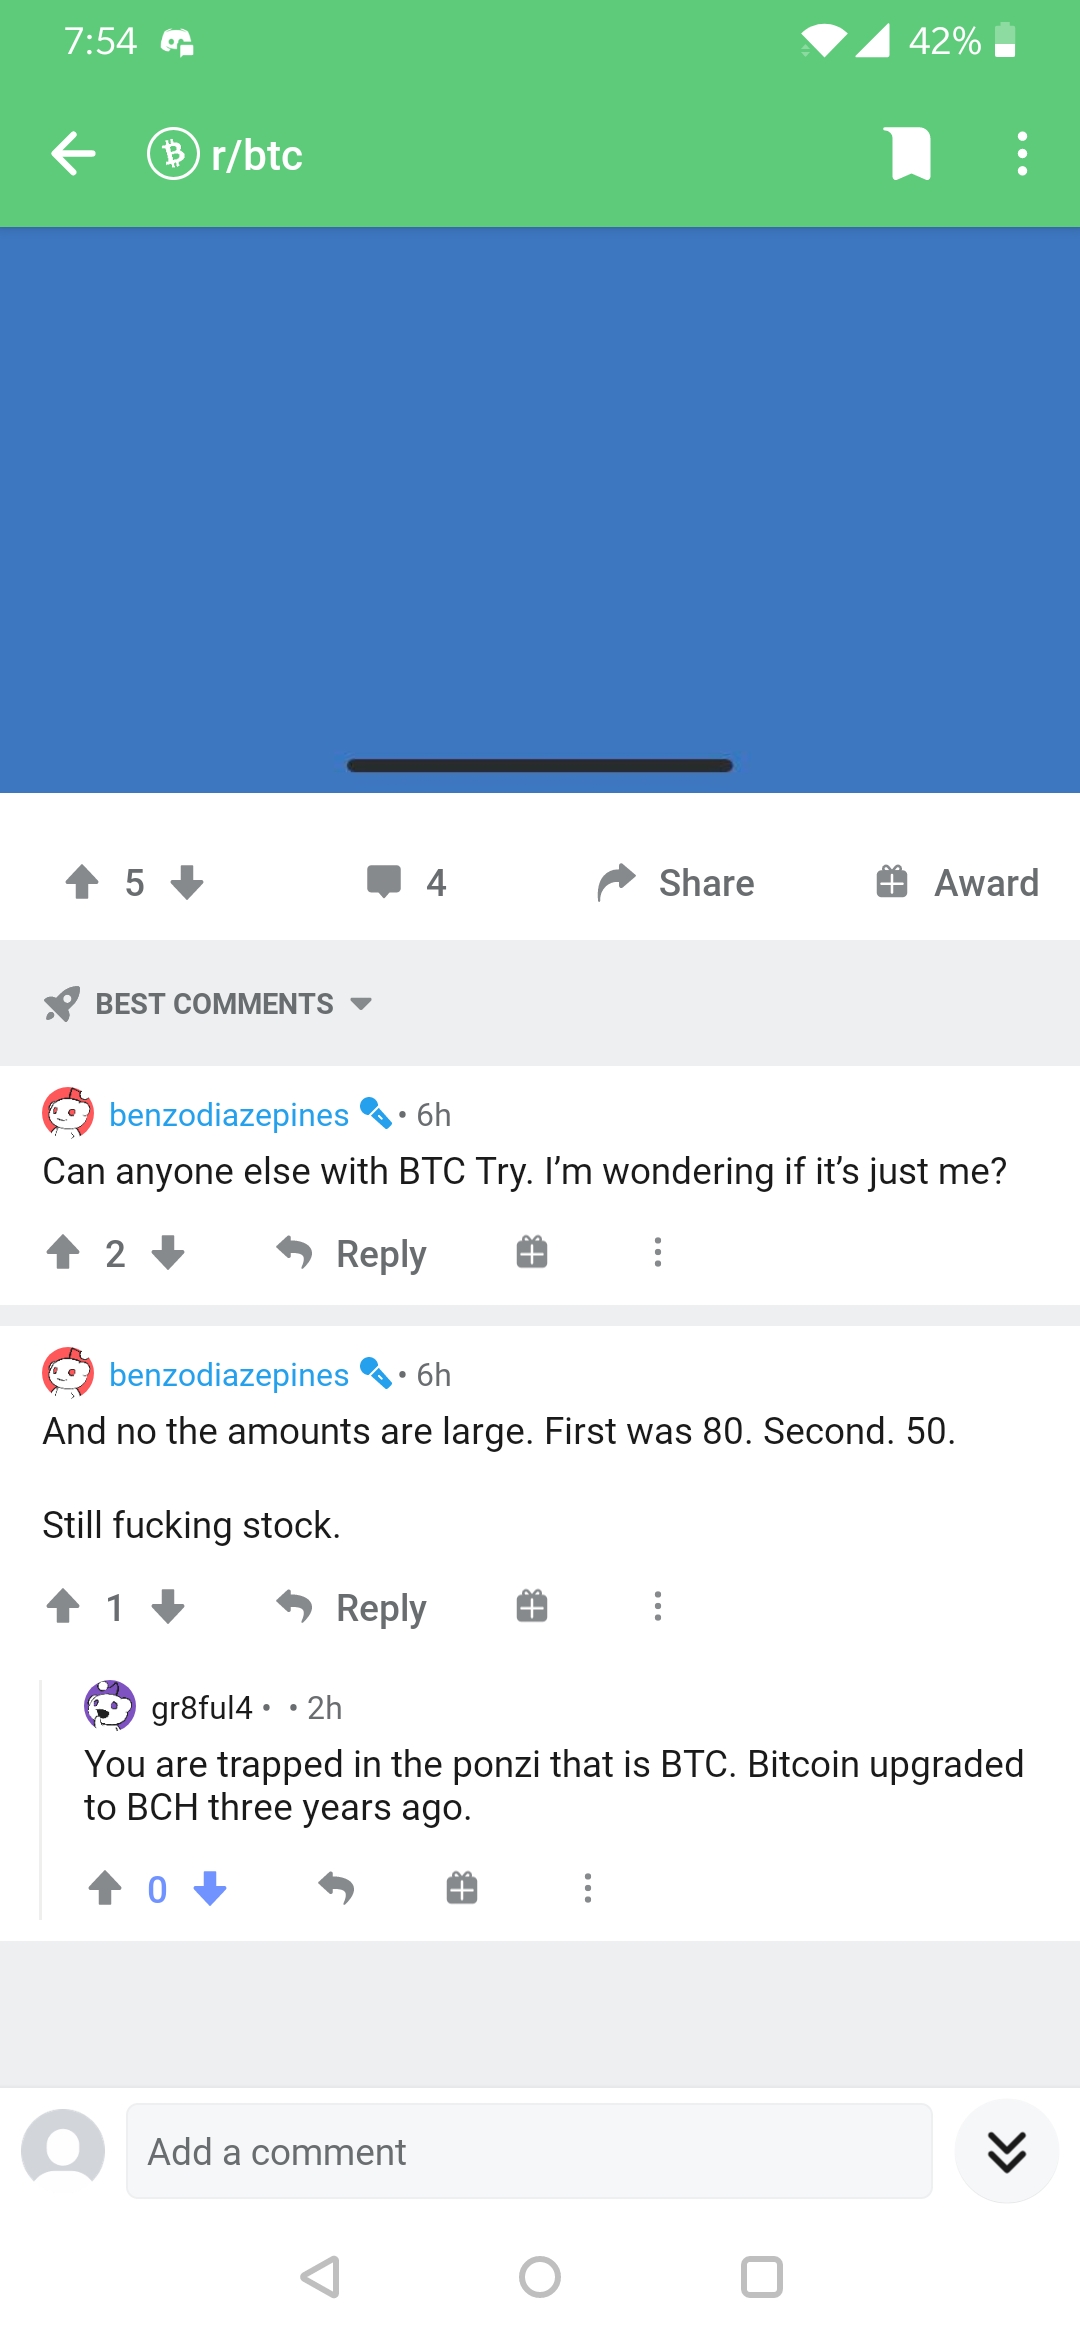 7:54
42%
r/btc
5
4
Share
Award
BEST COMMENTS
benzodiazepines • 6h
Can anyone else with BTC Try. I’m wondering if it’s just me?
2
Reply
benzodiazepines • 6h
And no the amounts are large. First was 80. Second. 50.
Still fucking stock.
1
Reply
gr8ful4 • • 2h
You are trapped in the ponzi that is BTC. Bitcoin upgraded
to BCH three years ago.
0
Add a comment